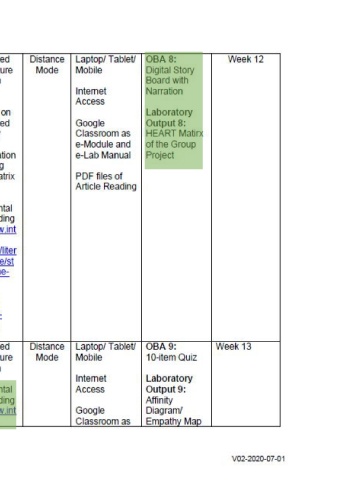 ed
ure
on
ed
ation
g
atrix
ntal
ding
w.int
/liter
e/st
e-
Distance
Mode
Laptop/ Tablet/
Mobile
Internet
Access
Google
Classroom as
e-Module and
e-Lab Manual
PDF files of
Article Reading
OBA 8:
Digital Story
Board with
Narration
Laboratory
Output 8:
HEART Matirx
of the Group
Project
Week 12
ed
ure
ntal
ding
w.int
Distance
Mode
Laptop/ Tablet/
Mobile
Internet
Access
Google
Classroom as
OBA 9:
10-item Quiz
Laboratory
Output 9:
Affinity
Diagram/
Empathy Map
Week 13
V02-2020-07-01